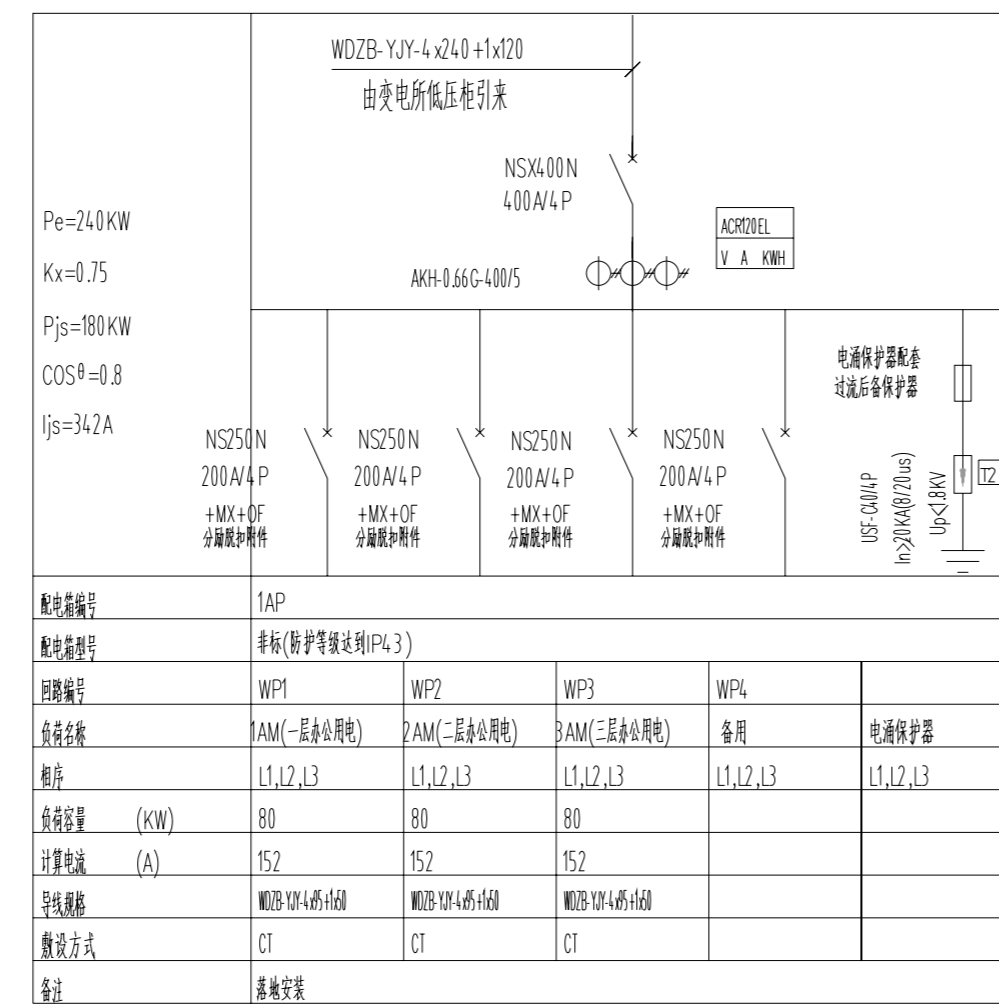 WDZB-YJY-4x240+1x120
由变电所低压柜引来
NSX400N
400A/4P
ACR120EL
V A KWH
AKH-0.66G-400/5
Pe=240KW
Kx=0.75
Pjs=180KW
COSθ=0.8
Ijs=342A
NS250N
200A/4P
+MX+OF
分励脱扣附件
NS250N
200A/4P
+MX+OF
分励脱扣附件
NS250N
200A/4P
+MX+OF
分励脱扣附件
NS250N
200A/4P
+MX+OF
分励脱扣附件
电涌保护器配套
过流后备保护器
USF-C40/4P
In>20KA(8/20us)
Up<1.8KV
T2
配电箱编号 1AP
配电箱型号 非标(防护等级达到IP43)
回路编号 WP1 WP2 WP3 WP4
负荷名称 1AM(一层办公用电) 2AM(二层办公用电) 3AM(三层办公用电) 备用 电涌保护器
相序 L1,L2,L3 L1,L2,L3 L1,L2,L3 L1,L2,L3 L1,L2,L3
负荷容量 (KW) 80 80 80
计算电流 (A) 152 152 152
导线规格 WDZB-YJY-4x95+1x50 WDZB-YJY-4x95+1x50 WDZB-YJY-4x95+1x50
敷设方式 CT CT CT
备注 落地安装